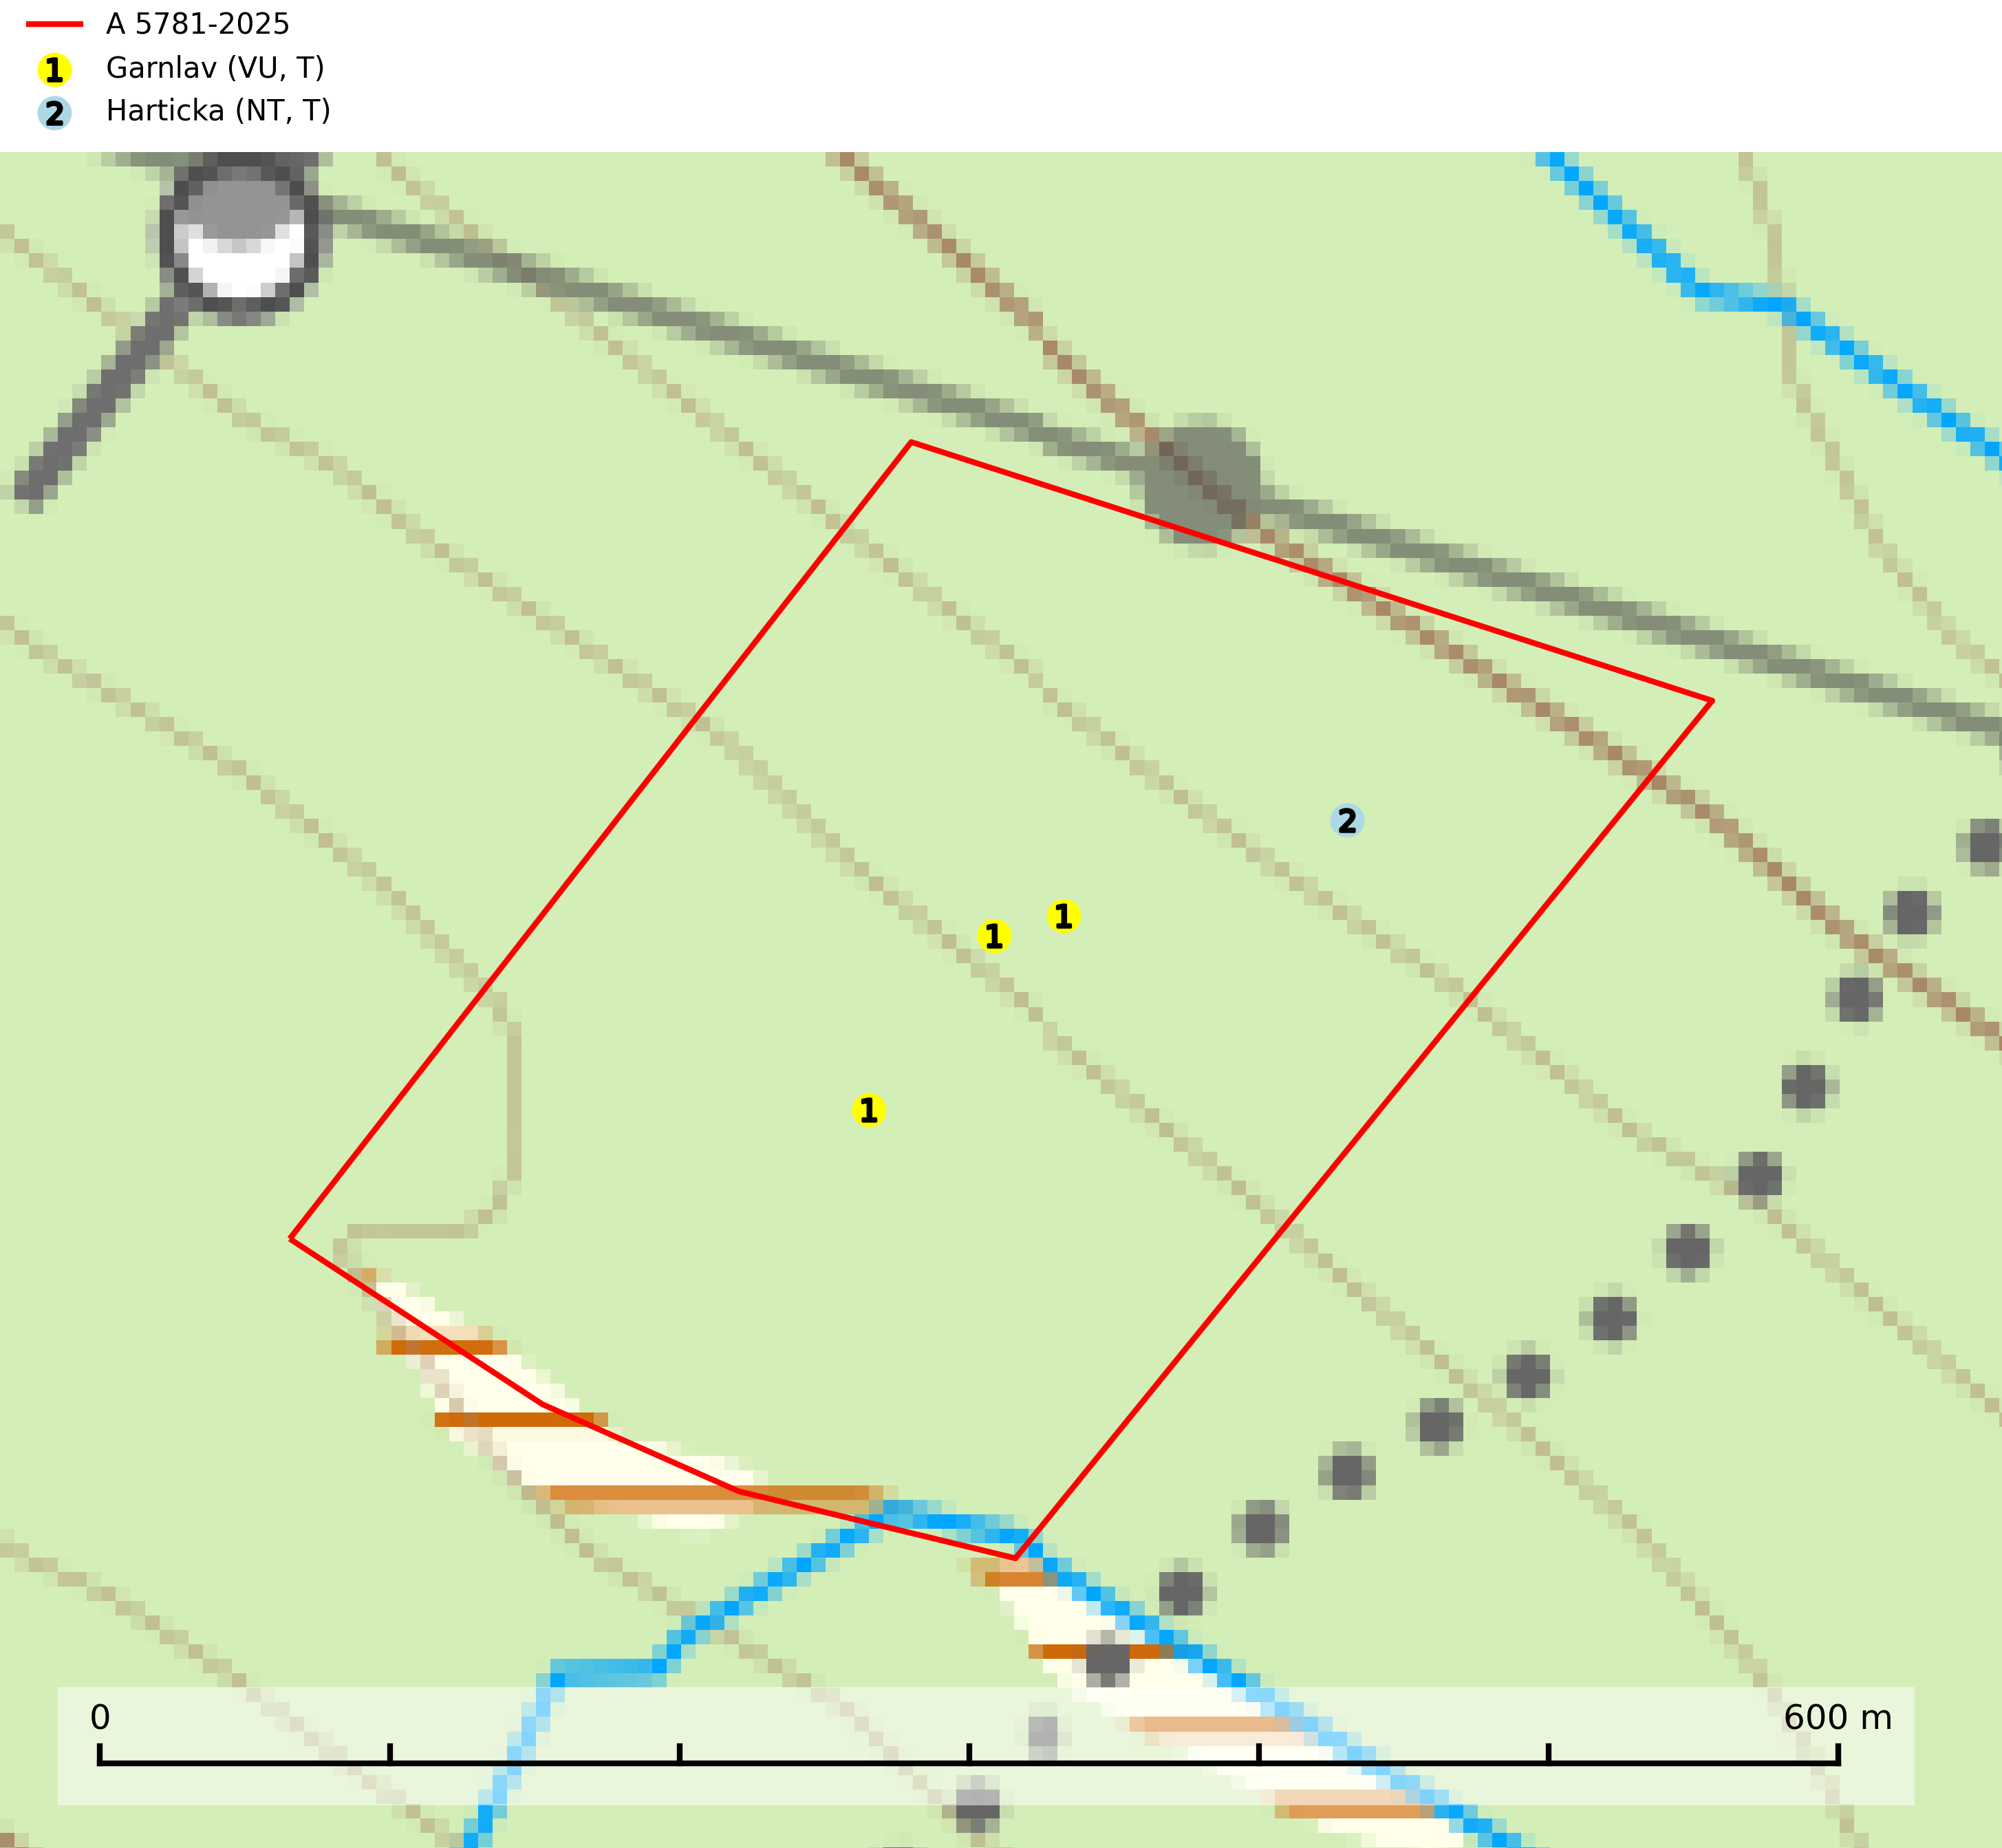 A 5781-2025
1 Garnlav (VU, T)
2 Harticka (NT, T)
2
1
1
1
0 600 m